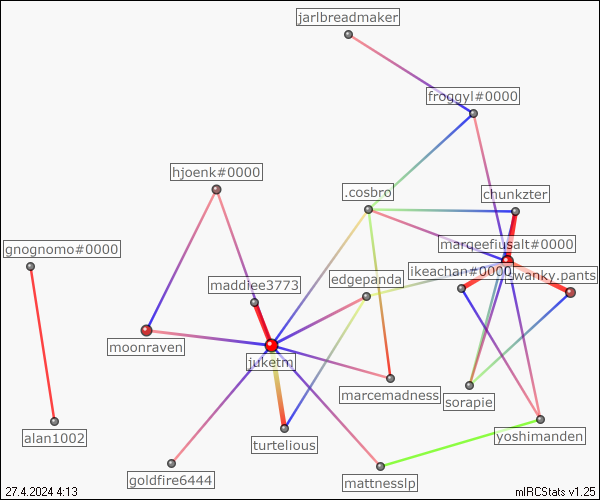 jarlbreadmaker
froggyl#0000
hjoenk#0000
.cosbro
chunkzter
gnognomo#0000
marqeefiusalt#0000
edgepanda
ikeachan#0000
swanky.pants
maddiee3773
moonraven
juketm
marcemadness
sorapie
alan1002
turtelious
yoshimanden
goldfire6444
mattnesslp
27.4.2024 4:13
mIRCStats v1.25